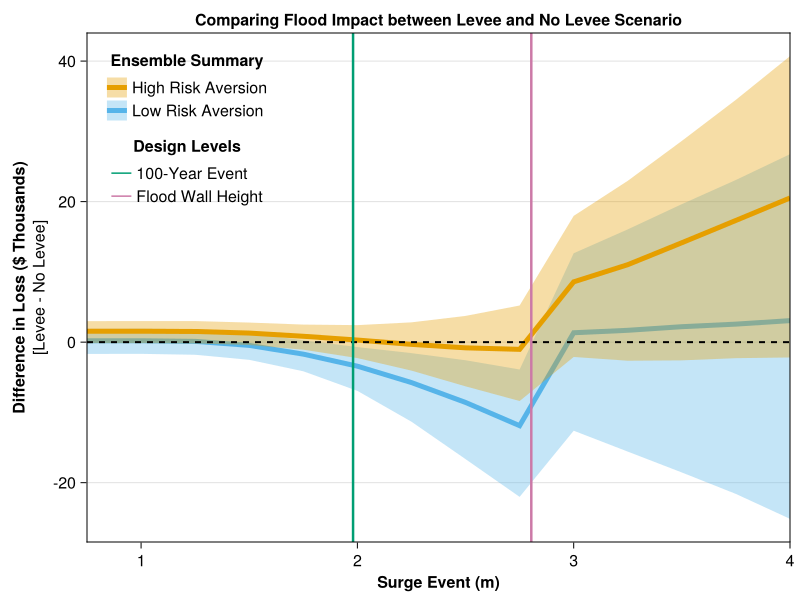 Comparing Flood Impact between Levee and No Levee Scenario
Ensemble Summary
High Risk Aversion
Low Risk Aversion
Design Levels
100-Year Event
Flood Wall Height
Difference in Loss ($ Thousands)
[Levee - No Levee]
40
20
0
-20
1
2
3
4
Surge Event (m)